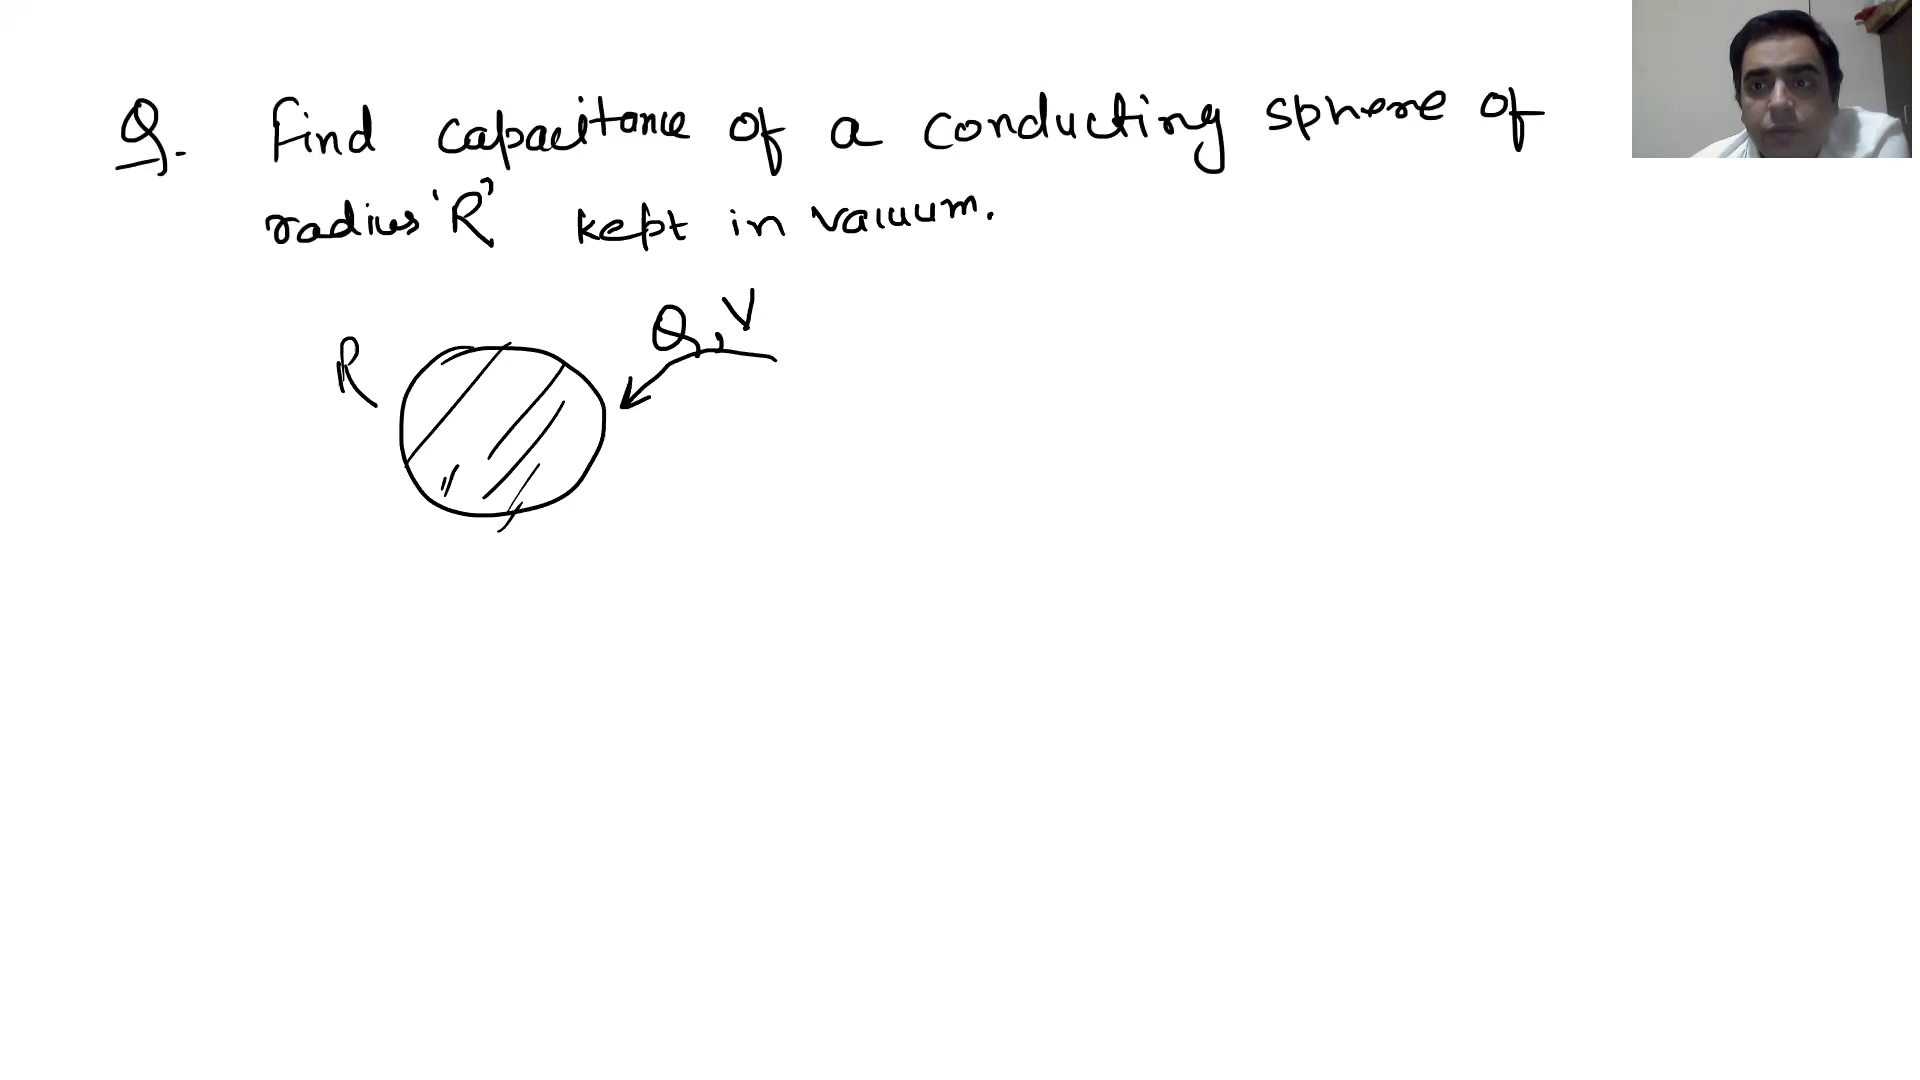 Q. Find capacitance of a conducting sphere of
radius 'R' kept in vacuum.
Q, V
R